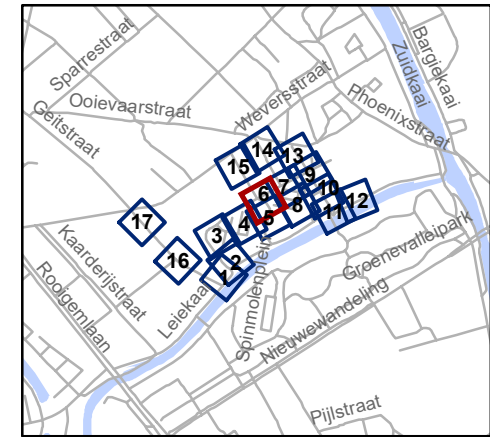 Sparrestraat
Bargiekaai
Zuidkaai
Ooievaarstraat
Weversstraat
Phoenixstraat
Geitstraat
14
13
15
9
7
10
6
12
8
11
5
17
4
3
Groenevalleipark
Kaarderijstraat
16
2
1
Rooigemlaan
Leiekaai
Spinmolenplein
Nieuwewandeling
Pijlstraat